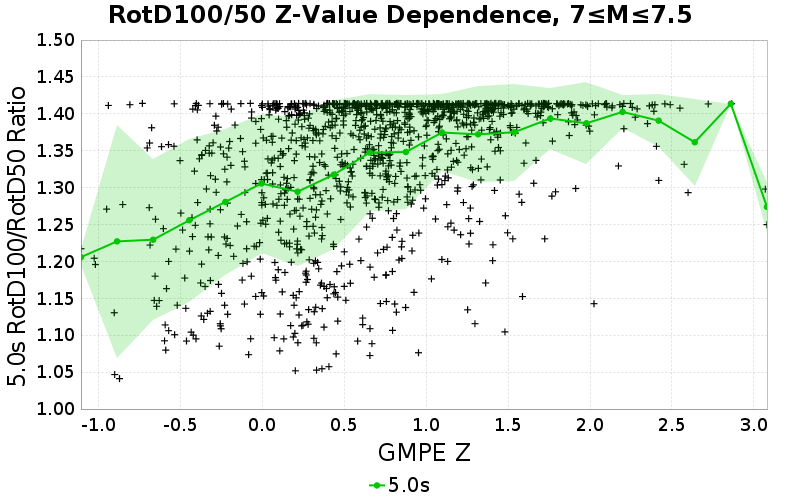 RotD100/50 Z-Value Dependence, 7≤M≤7.5
5.0s RotD100/RotD50 Ratio
1.50
1.45
1.40
1.35
1.30
1.25
1.20
1.15
1.10
1.05
1.00
-1.0 -0.5 0.0 0.5 1.0 1.5 2.0 2.5 3.0
GMPE Z
5.0s